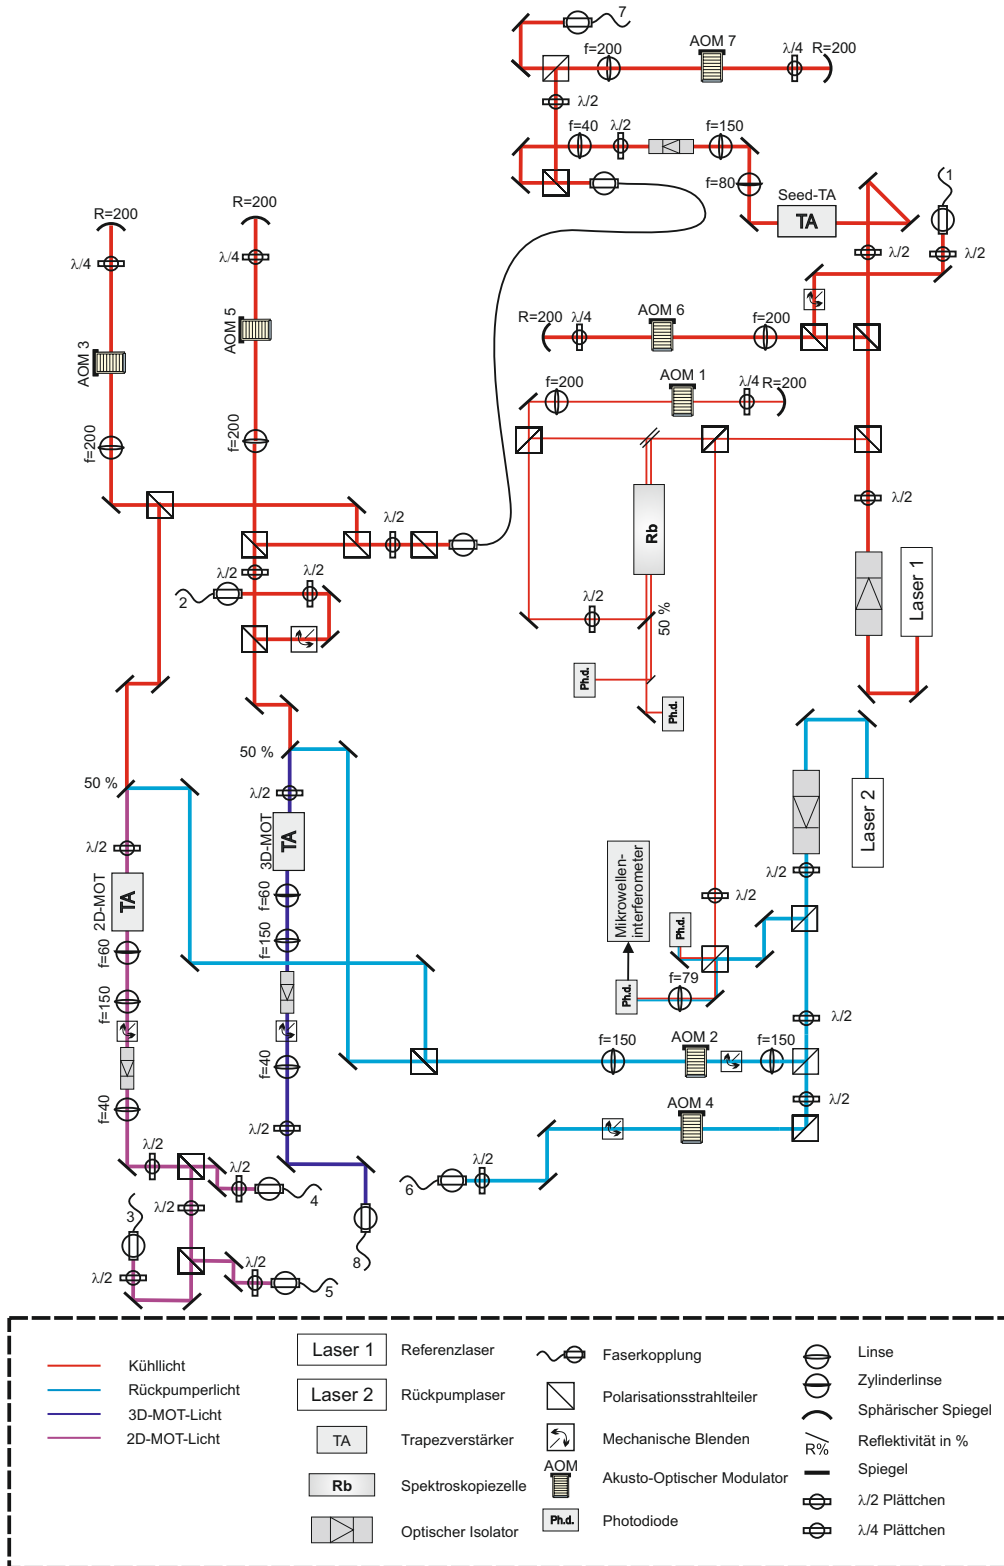 7
f=200
AOM 7
λ/4
R=200
λ/2
f=40
λ/2
f=150
f=80
Seed-TA
TA
1
λ/2
λ/2
R=200
R=200
λ/4
λ/4
AOM 3
AOM 5
f=200
f=200
R=200
λ/4
AOM 6
f=200
f=200
AOM 1
λ/4
R=200
λ/2
Rb
λ/2
λ/2
λ/2
2
λ/2
50 %
Laser 1
Ph.d.
Ph.d.
50 %
50 %
λ/2
3D-MOT
TA
λ/2
2D-MOT
TA
f=60
f=150
f=60
f=150
f=40
f=40
λ/2
Laser 2
λ/2
Mikrowellen-
interferometer
λ/2
Ph.d.
Ph.d.
f=79
λ/2
f=150
AOM 2
f=150
λ/2
AOM 4
λ/2
6
λ/2
λ/2
4
3
λ/2
λ/2
λ/2
5
8
Kühllicht
Rückpumperlicht
3D-MOT-Licht
2D-MOT-Licht
Laser 1
Referenzlaser
Laser 2
Rückpumplaser
TA
Trapezverstärker
Rb
Spektroskopiezelle
Optischer Isolator
Faserkopplung
Polarisationsstrahlteiler
Mechanische Blenden
AOM
Akusto-Optischer Modulator
Ph.d.
Photodiode
Linse
Zylinderlinse
Sphärischer Spiegel
R%
Reflektivität in %
Spiegel
λ/2 Plättchen
λ/4 Plättchen